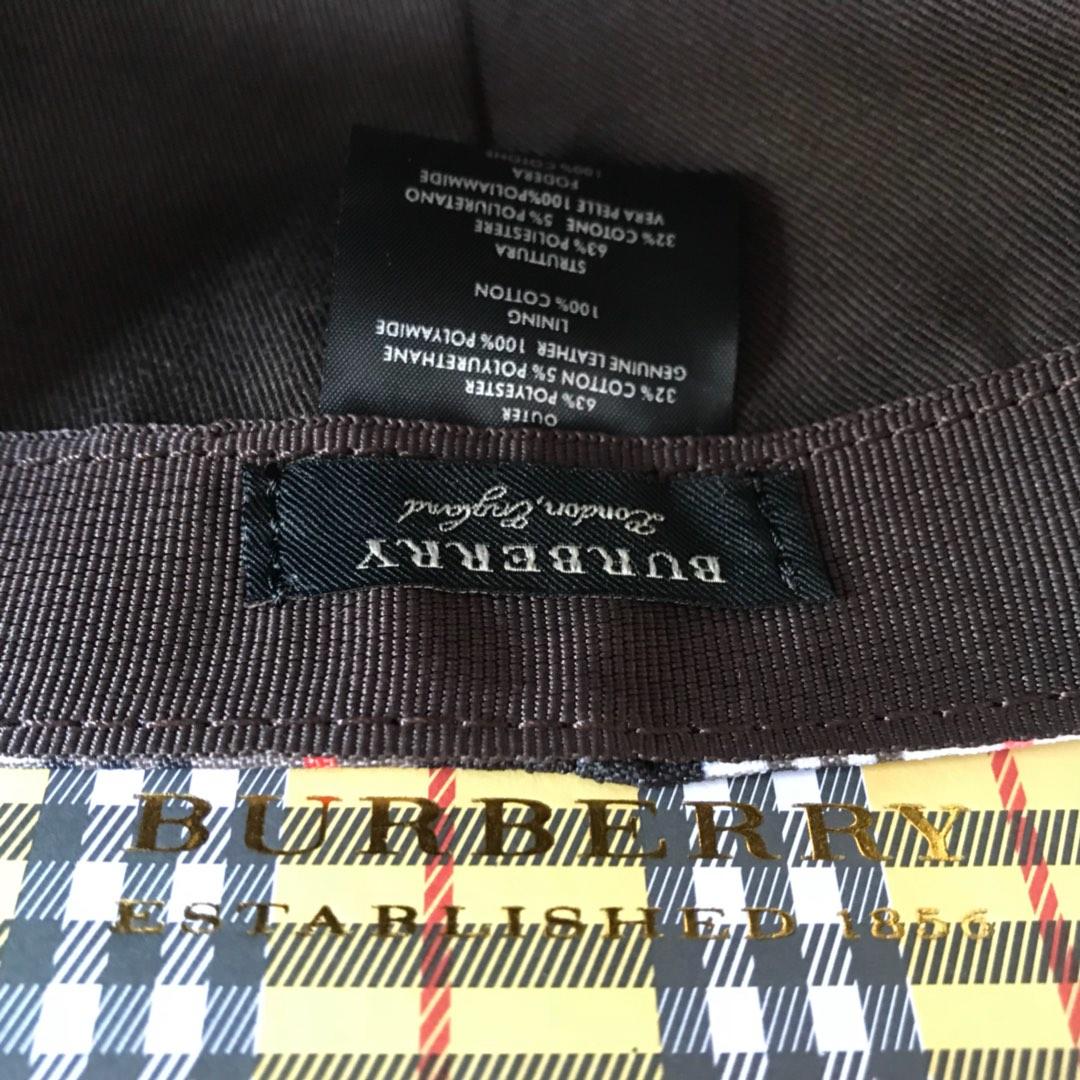 OUTER
63% POLYESTER
32% COTTON 5% POLYURETHANE
GENUINE LEATHER 100% POLYAMIDE
LINING
100% COTTON
STRUTTURA
63% POLIESTERE
32% COTONE 5% POLIURETANO
VERA PELLE 100%POLIAMMIDE
FODERA
100% COTONE
BURBERRY
London, England
BURBERRY
ESTABLISHED 1856